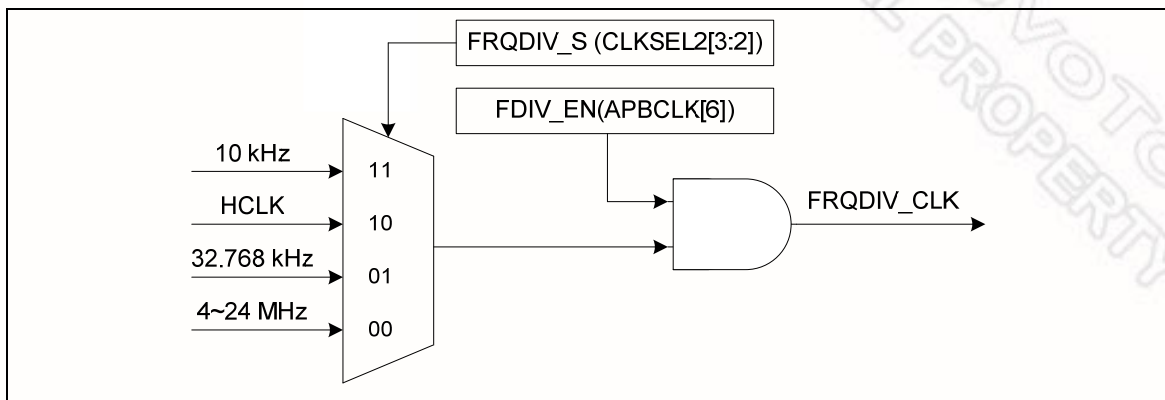 FRQDIV_S (CLKSEL2[3:2])
FDIV_EN(APBCLK[6])
10 kHz
11
HCLK
10
32.768 kHz
01
4~24 MHz
00
FRQDIV_CLK
PROPERTY